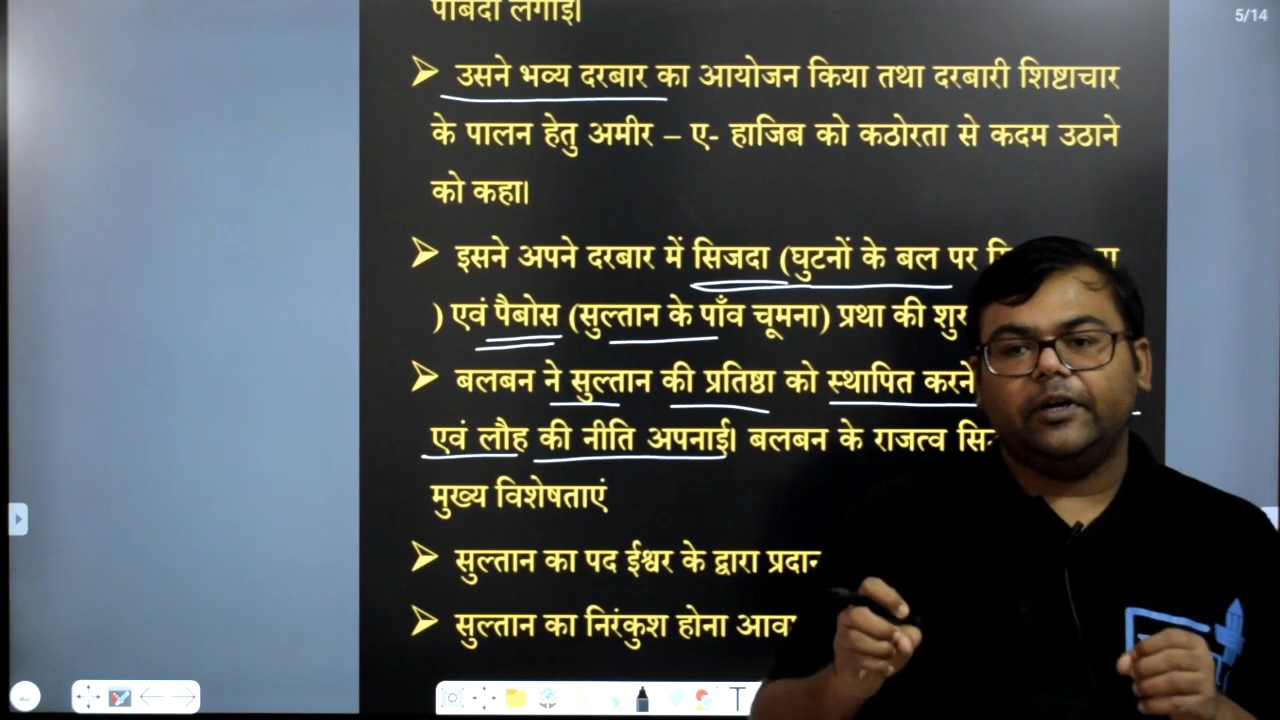 5/14
पाबंदी लगाई।
➢ उसने भव्य दरबार का आयोजन किया तथा दरबारी शिष्टाचार
के पालन हेतु अमीर – ए- हाजिब को कठोरता से कदम उठाने
को कहा।
➢ इसने अपने दरबार में सिजदा (घुटनों के बल पर
) एवं पैबोस (सुल्तान के पाँव चूमना) प्रथा की
➢ बलबन ने सुल्तान की प्रतिष्ठा को स्थापित करने
एवं लौह की नीति अपनाई। बलबन के राजत्व
मुख्य विशेषताएं
➢ सुल्तान का पद ईश्वर के द्वारा
➢ सुल्तान का निरंकुश होना
T